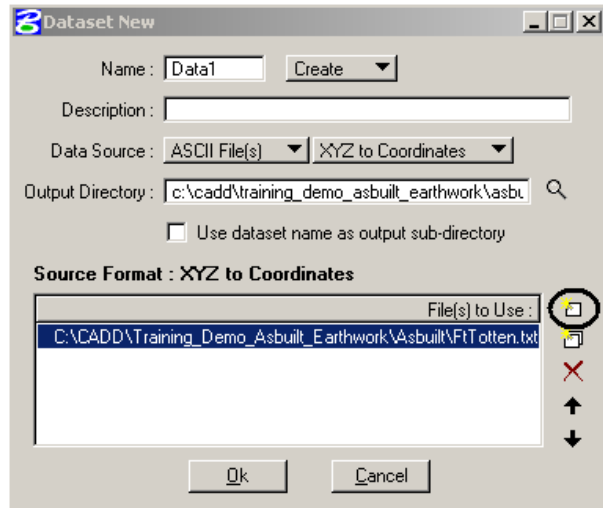 Dataset New
Name : Data1 Create
Description :
Data Source : ASCII File(s) XYZ to Coordinates
Output Directory : c:\cadd\training_demo_asbuilt_earthwork\asbu
Use dataset name as output sub-directory
Source Format : XYZ to Coordinates
File(s) to Use :
C:\CADD\Training_Demo_Asbuilt_Earthwork\Asbuilt\FtTotten.txt
Ok Cancel